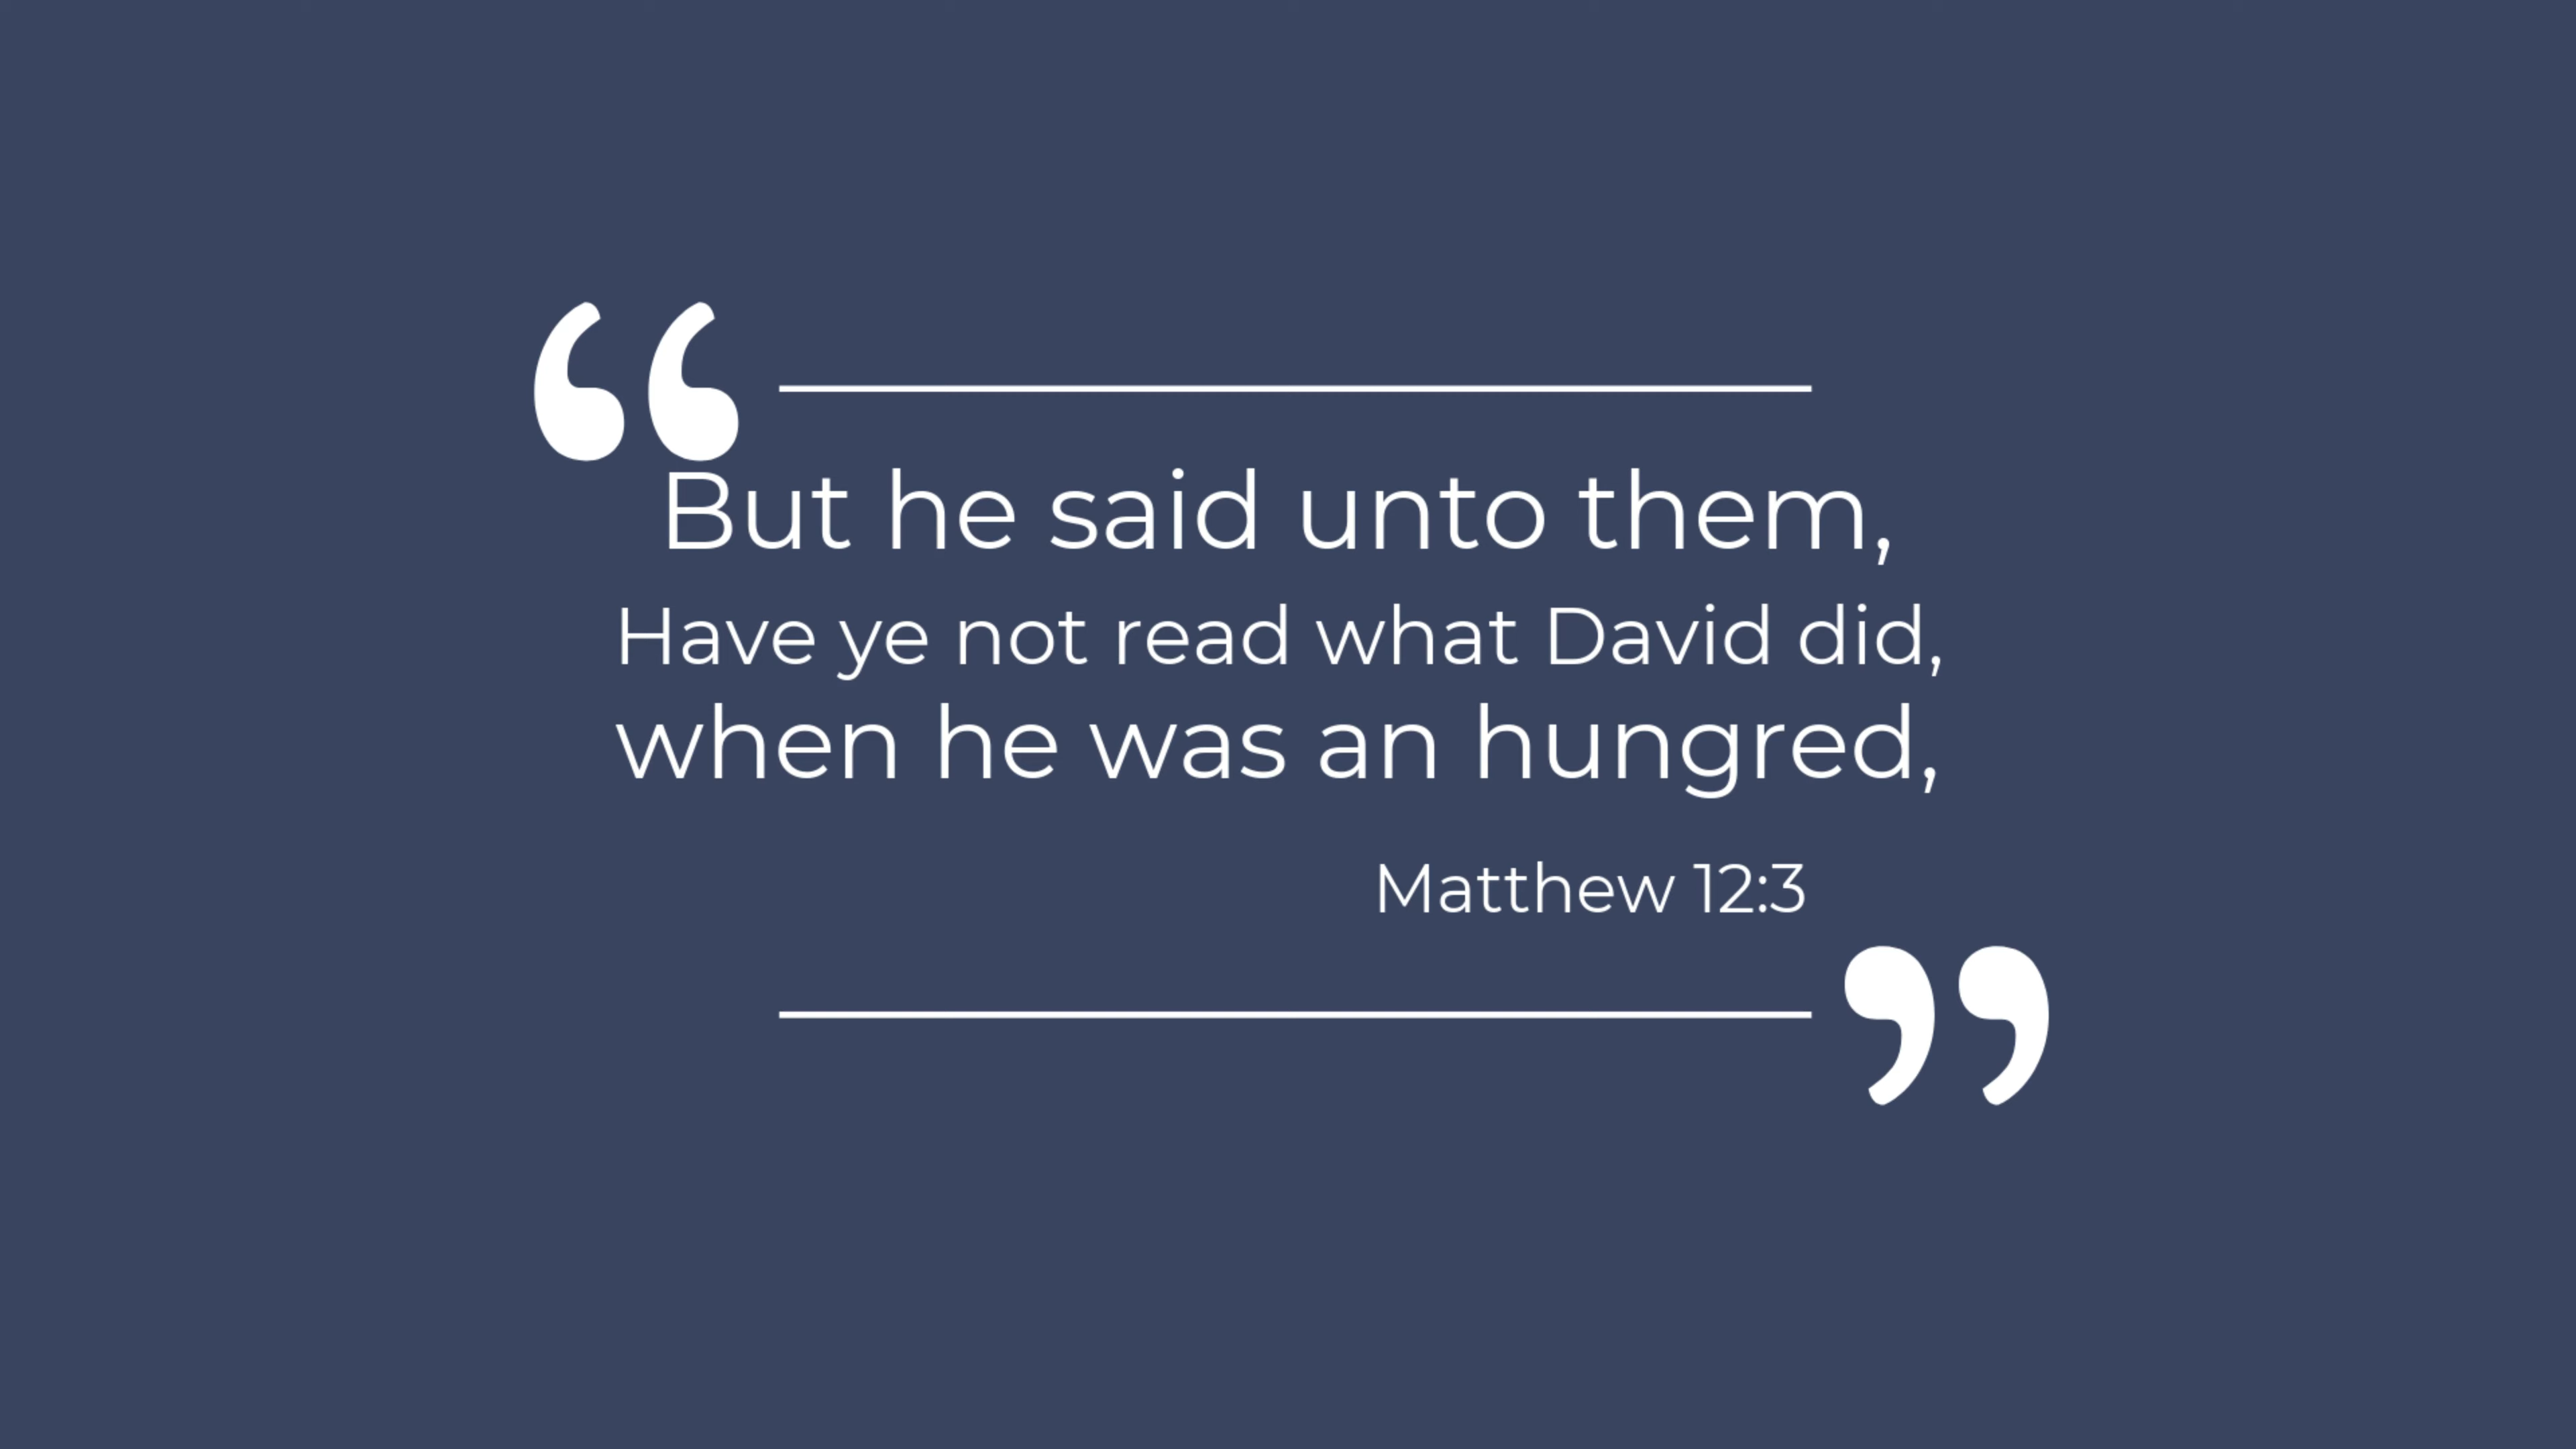 But he said unto them,
Have ye not read what David did,
when he was an hungred,
Matthew 12:3